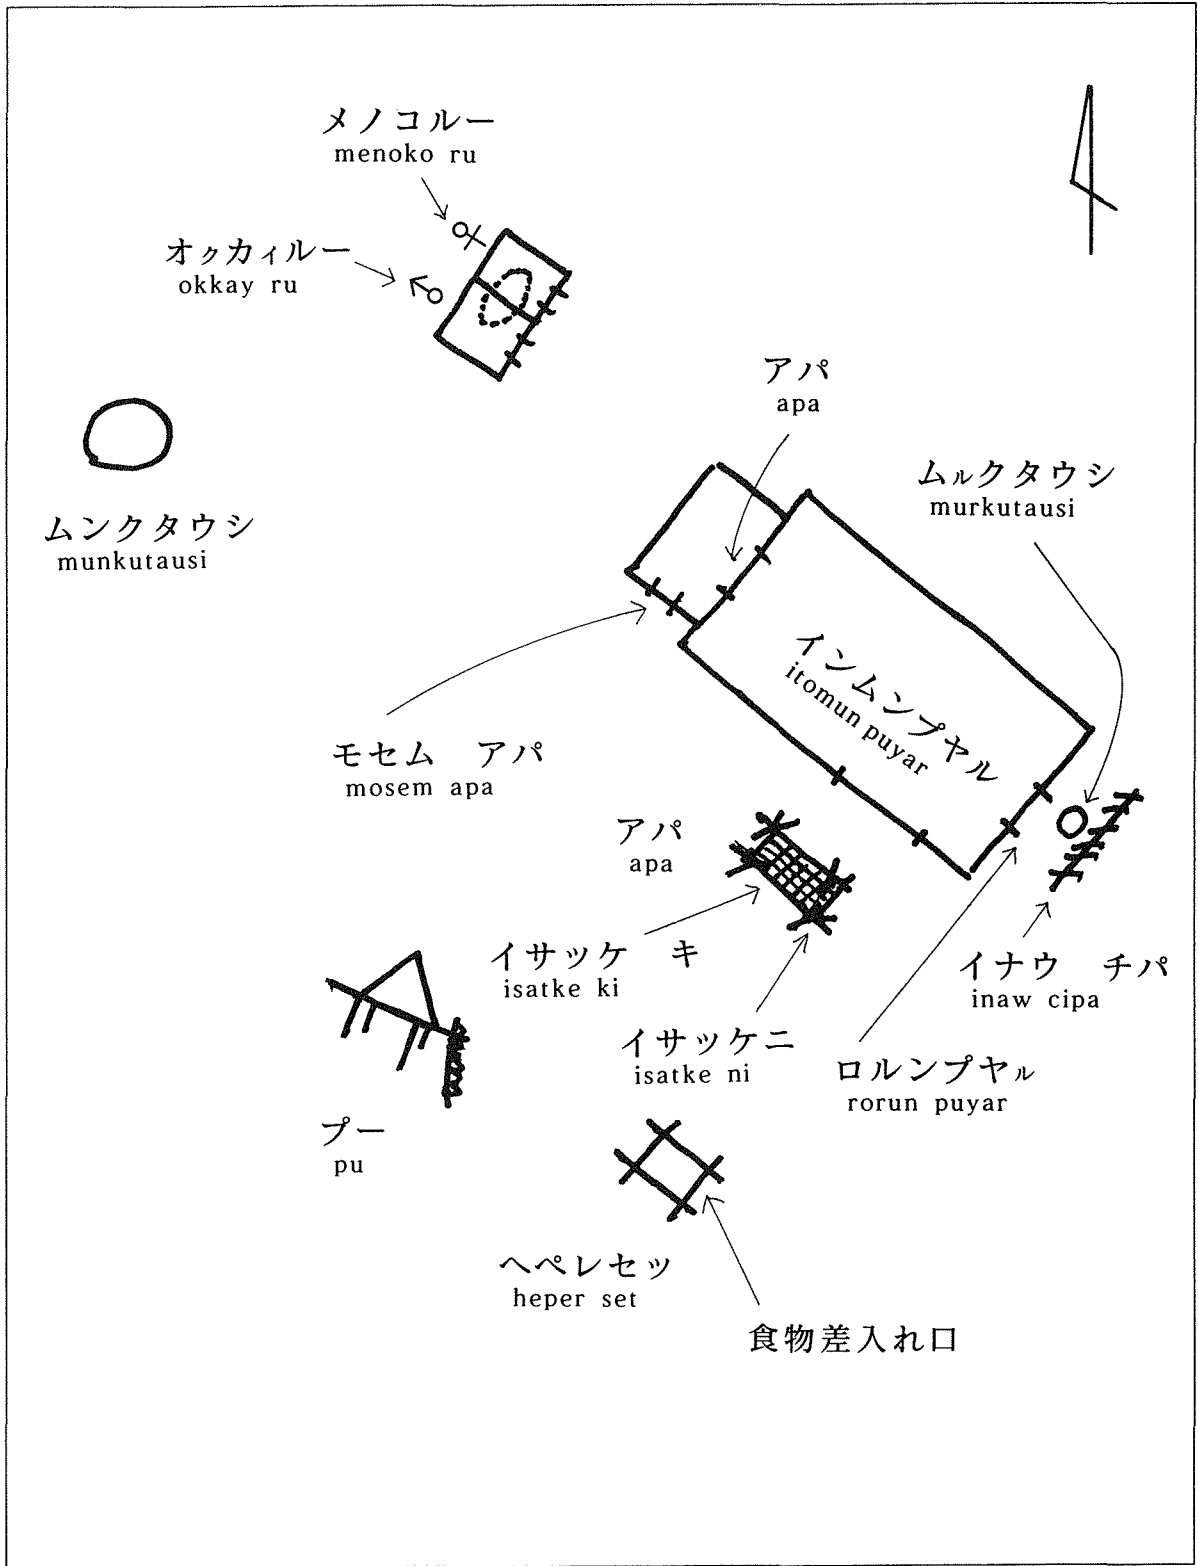 メノコルー
menoko ru
オㇰカィルー
okkay ru
アパ
apa
ムㇽクタウシ
murkutausi
ムンクタウシ
munkutausi
インムンプヤル
itomun puyar
モセム　アパ
mosem apa
アパ
apa
イサッケ　キ
isatke ki
イナウ　チパ
inaw cipa
イサッケニ
isatke ni
ロルンプヤㇽ
rorun puyar
プー
pu
ヘペレセッ
heper set
食物差入れ口